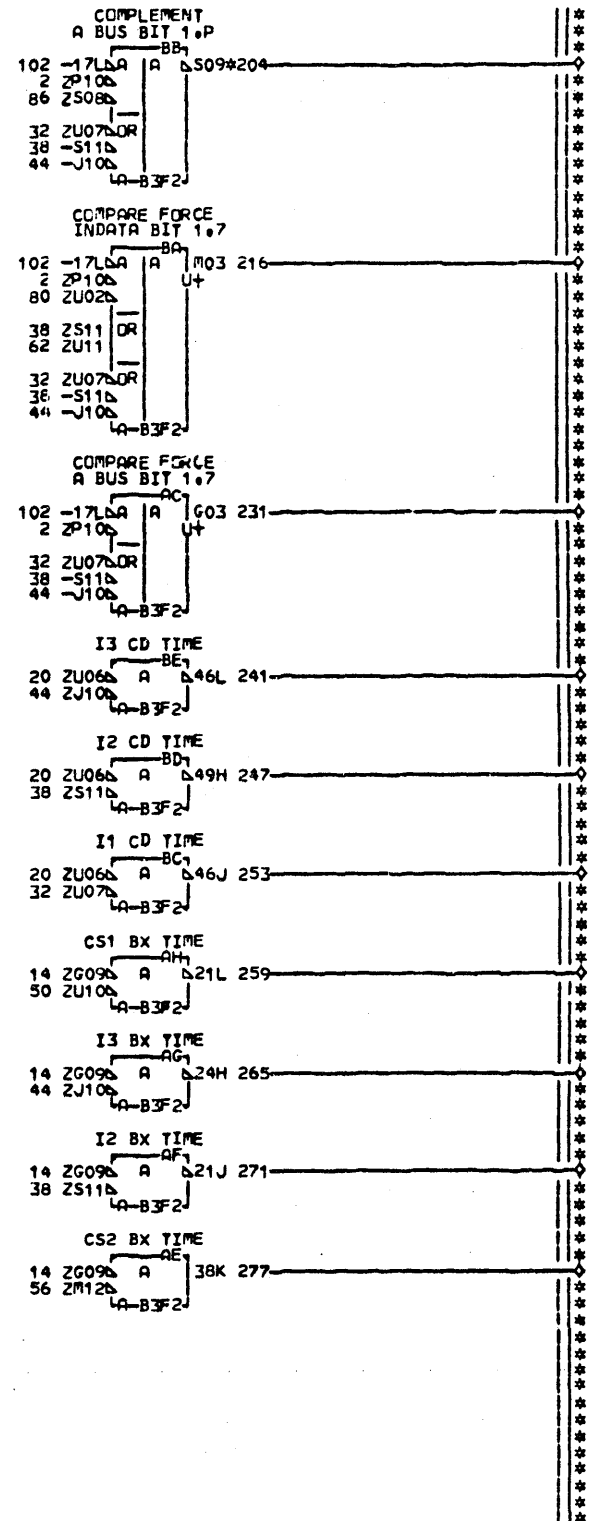 COMPLEMENT
A BUS BIT 1.P
BB
102 -17L A A S09*204
2 ZP10
86 ZS08
32 ZU07 OR
38 -S11
44 -J10
A-B3F2
COMPARE FORCE
INDATA BIT 1.7
BA
102 -17L A A M03 216
2 ZP10 U+
80 ZU02
38 ZS11 OR
62 ZU11
32 ZU07 OR
38 -S11
44 -J10
A-B3F2
COMPARE FORCE
A BUS BIT 1.7
AC
102 -17L A A G03 231
2 ZP10 U+
32 ZU07 OR
38 -S11
44 -J10
A-B3F2
I3 CD TIME
BE
20 ZU06 A 46L 241
44 ZJ10
A-B3F2
I2 CD TIME
BD
20 ZU06 A 49H 247
38 ZS11
A-B3F2
I1 CD TIME
BC
20 ZU06 A 46J 253
32 ZU07
A-B3F2
CS1 BX TIME
AH
14 ZG09 A 21L 259
50 ZU10
A-B3F2
I3 BX TIME
AG
14 ZG09 A 24H 265
44 ZJ10
A-B3F2
I2 BX TIME
AF
14 ZG09 A 21J 271
38 ZS11
A-B3F2
CS2 BX TIME
AE
14 ZG09 A 38K 277
56 ZM12
A-B3F2